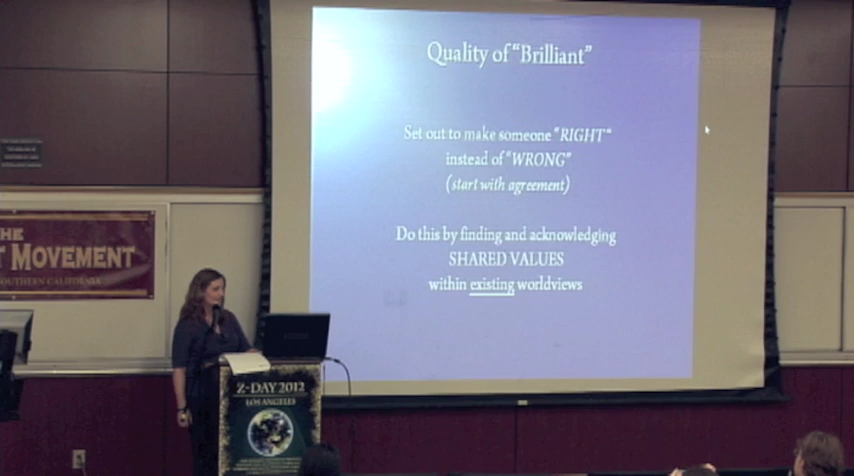 Quality of "Brilliant"
Set out to make someone "RIGHT"
instead of "WRONG"
(start with agreement)
Do this by finding and acknowledging
SHARED VALUES
within existing worldviews
THE
T MOVEMENT
SOUTHERN CALIFORNIA
Z-DAY 2012
LOS ANGELES